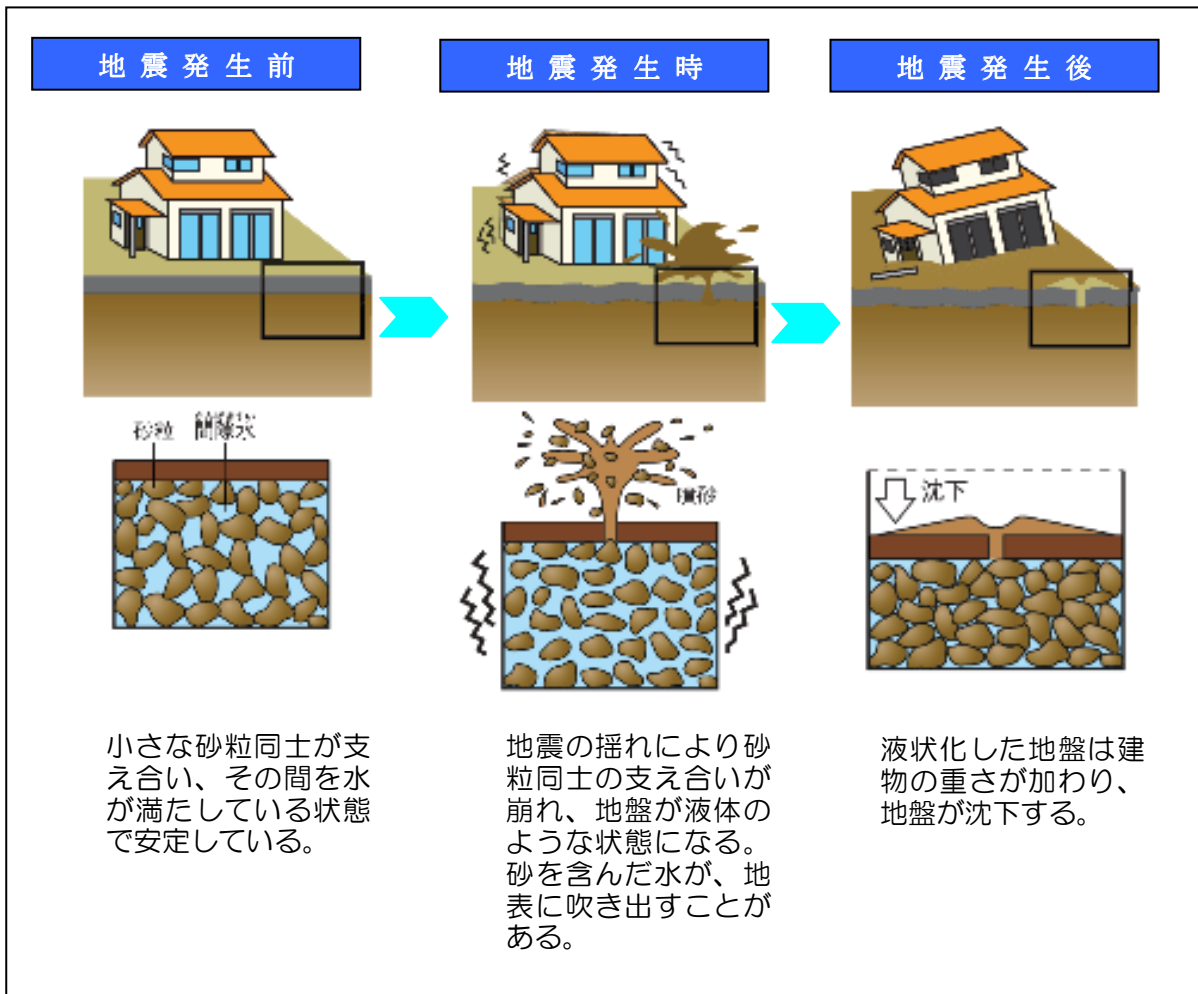 地震発生前
地震発生時
地震発生後
砂粒
間隙水
噴砂
沈下
小さな砂粒同士が支
え合い、その間を水
が満たしている状態
で安定している。
地震の揺れにより砂
粒同士の支え合いが
崩れ、地盤が液体の
ような状態になる。
砂を含んだ水が、地
表に吹き出すことが
ある。
液状化した地盤は建
物の重さが加わり、
地盤が沈下する。